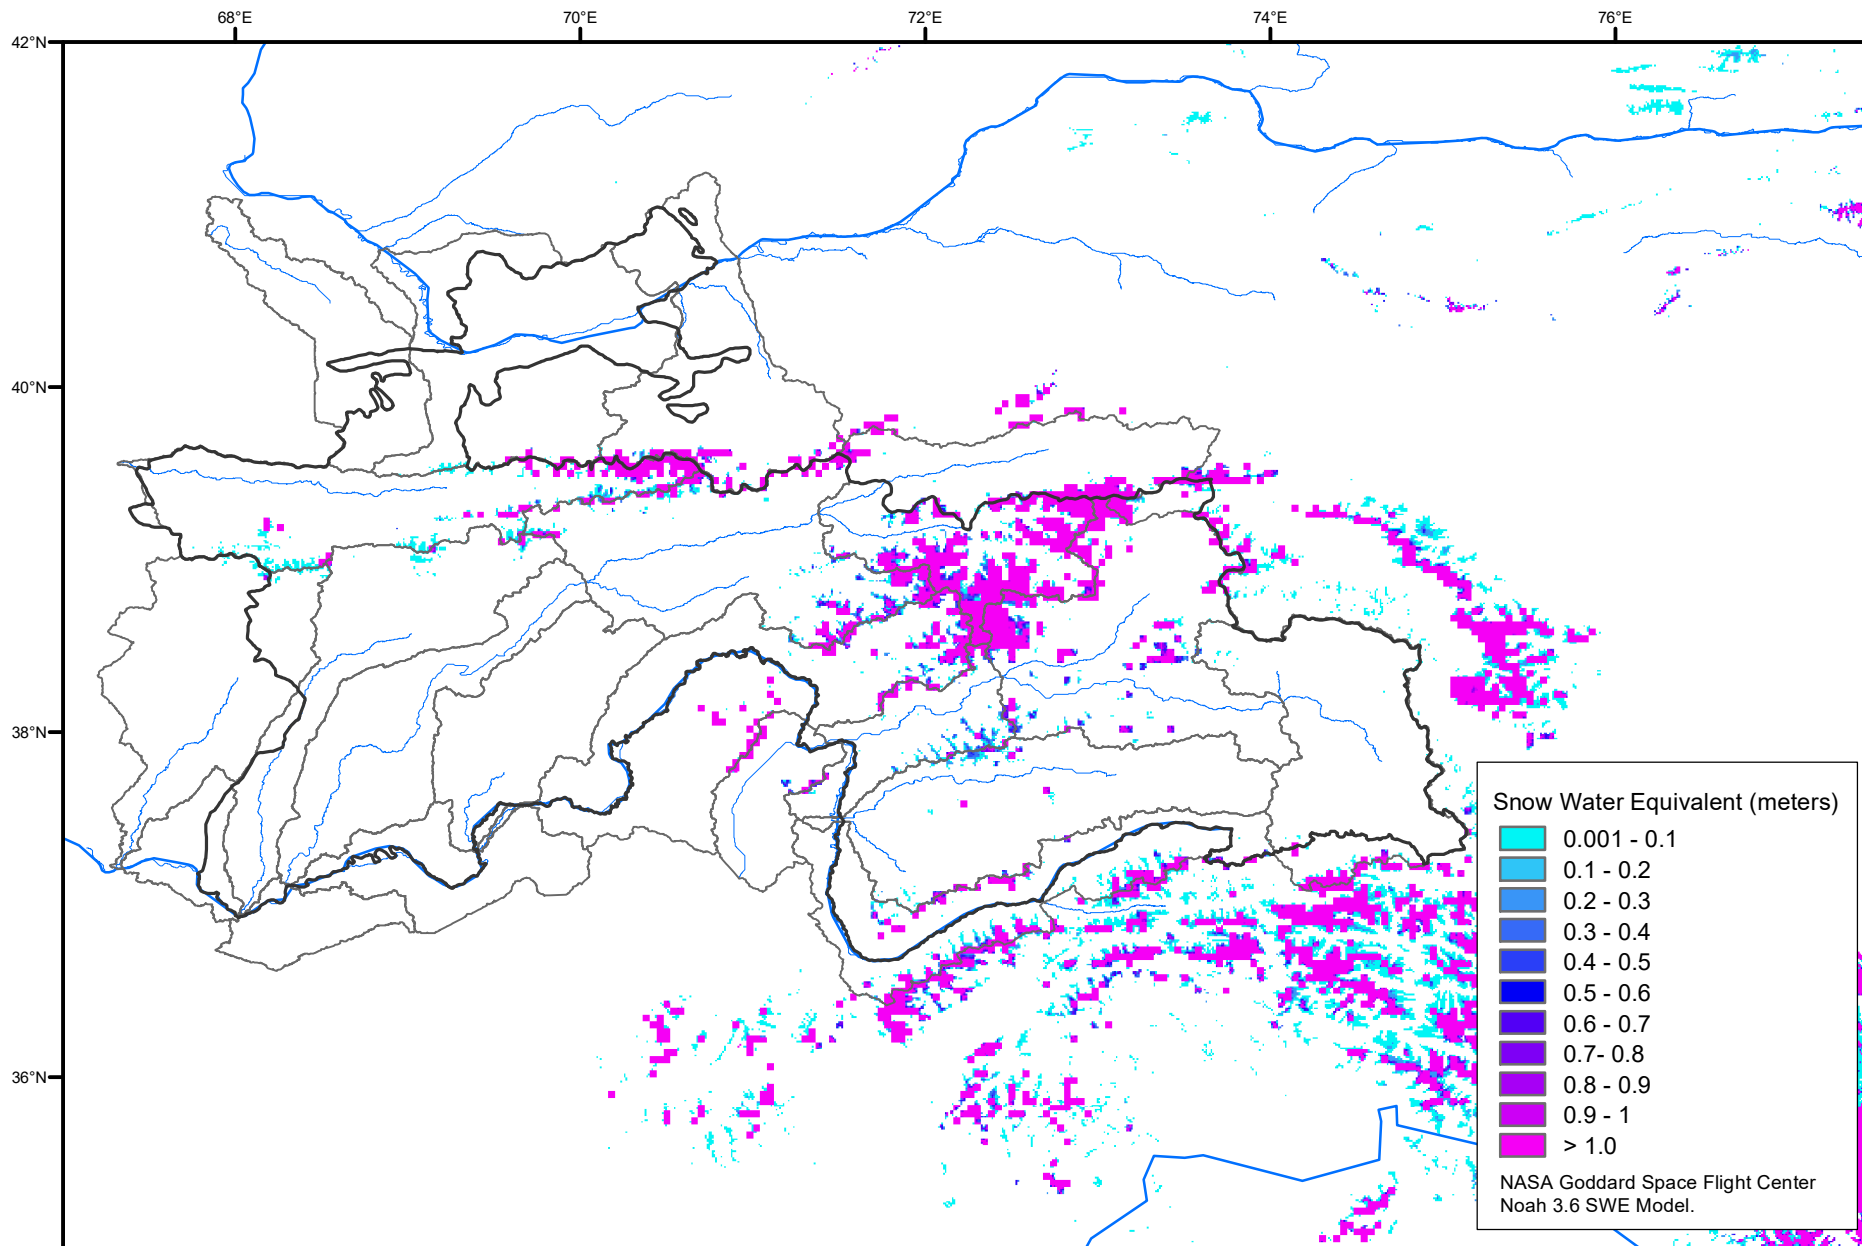 68°E 70°E 72°E 74°E 76°E
42°N
40°N
38°N
36°N
Snow Water Equivalent (meters)
0.001 - 0.1
0.1 - 0.2
0.2 - 0.3
0.3 - 0.4
0.4 - 0.5
0.5 - 0.6
0.6 - 0.7
0.7- 0.8
0.8 - 0.9
0.9 - 1
> 1.0
NASA Goddard Space Flight Center
Noah 3.6 SWE Model.